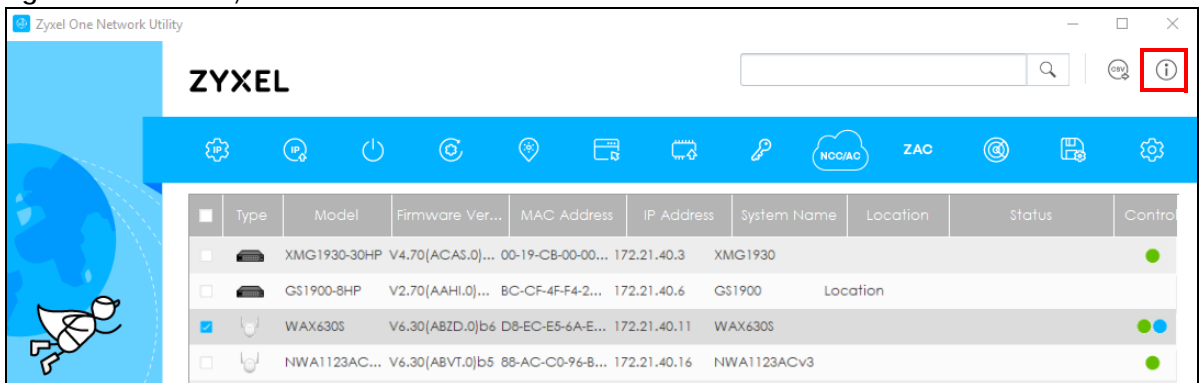 Zyxel One Network Utility
ZYXEL
CSV
IP IP NCC/AC ZAC
Type Model Firmware Ver... MAC Address IP Address System Name Location Status Control
XMG1930-30HP V4.70(ACAS.0)... 00-19-CB-00-00... 172.21.40.3 XMG1930
GS1900-8HP V2.70(AAHI.0)... BC-CF-4F-F4-2... 172.21.40.6 GS1900 Location
WAX630S V6.30(ABZD.0)b6 D8-EC-E5-6A-E... 172.21.40.11 WAX630S
NWA1123AC... V6.30(ABVT.0)b5 88-AC-C0-96-B... 172.21.40.16 NWA1123ACv3